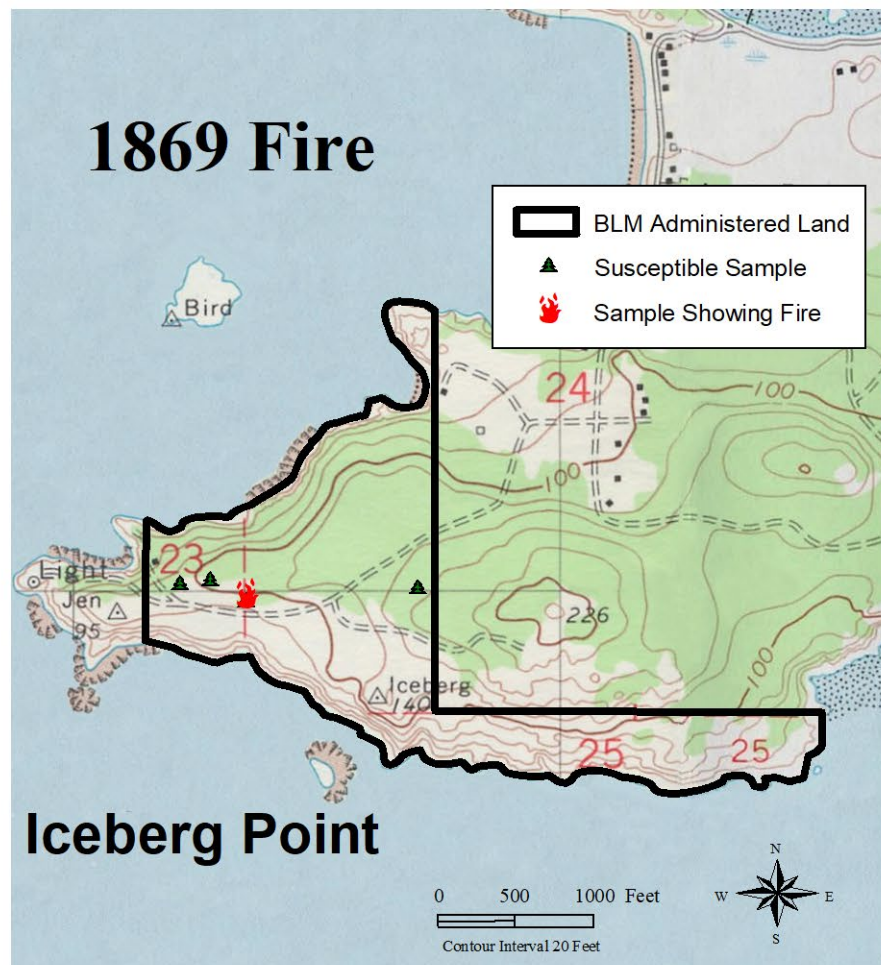 1869 Fire
BLM Administered Land
Susceptible Sample
Sample Showing Fire
Bird
24
100
100
23
Light
Jen
95
226
100
Iceberg
140
25
25
Iceberg Point
0 500 1000 Feet
Contour Interval 20 Feet
N
W E
S